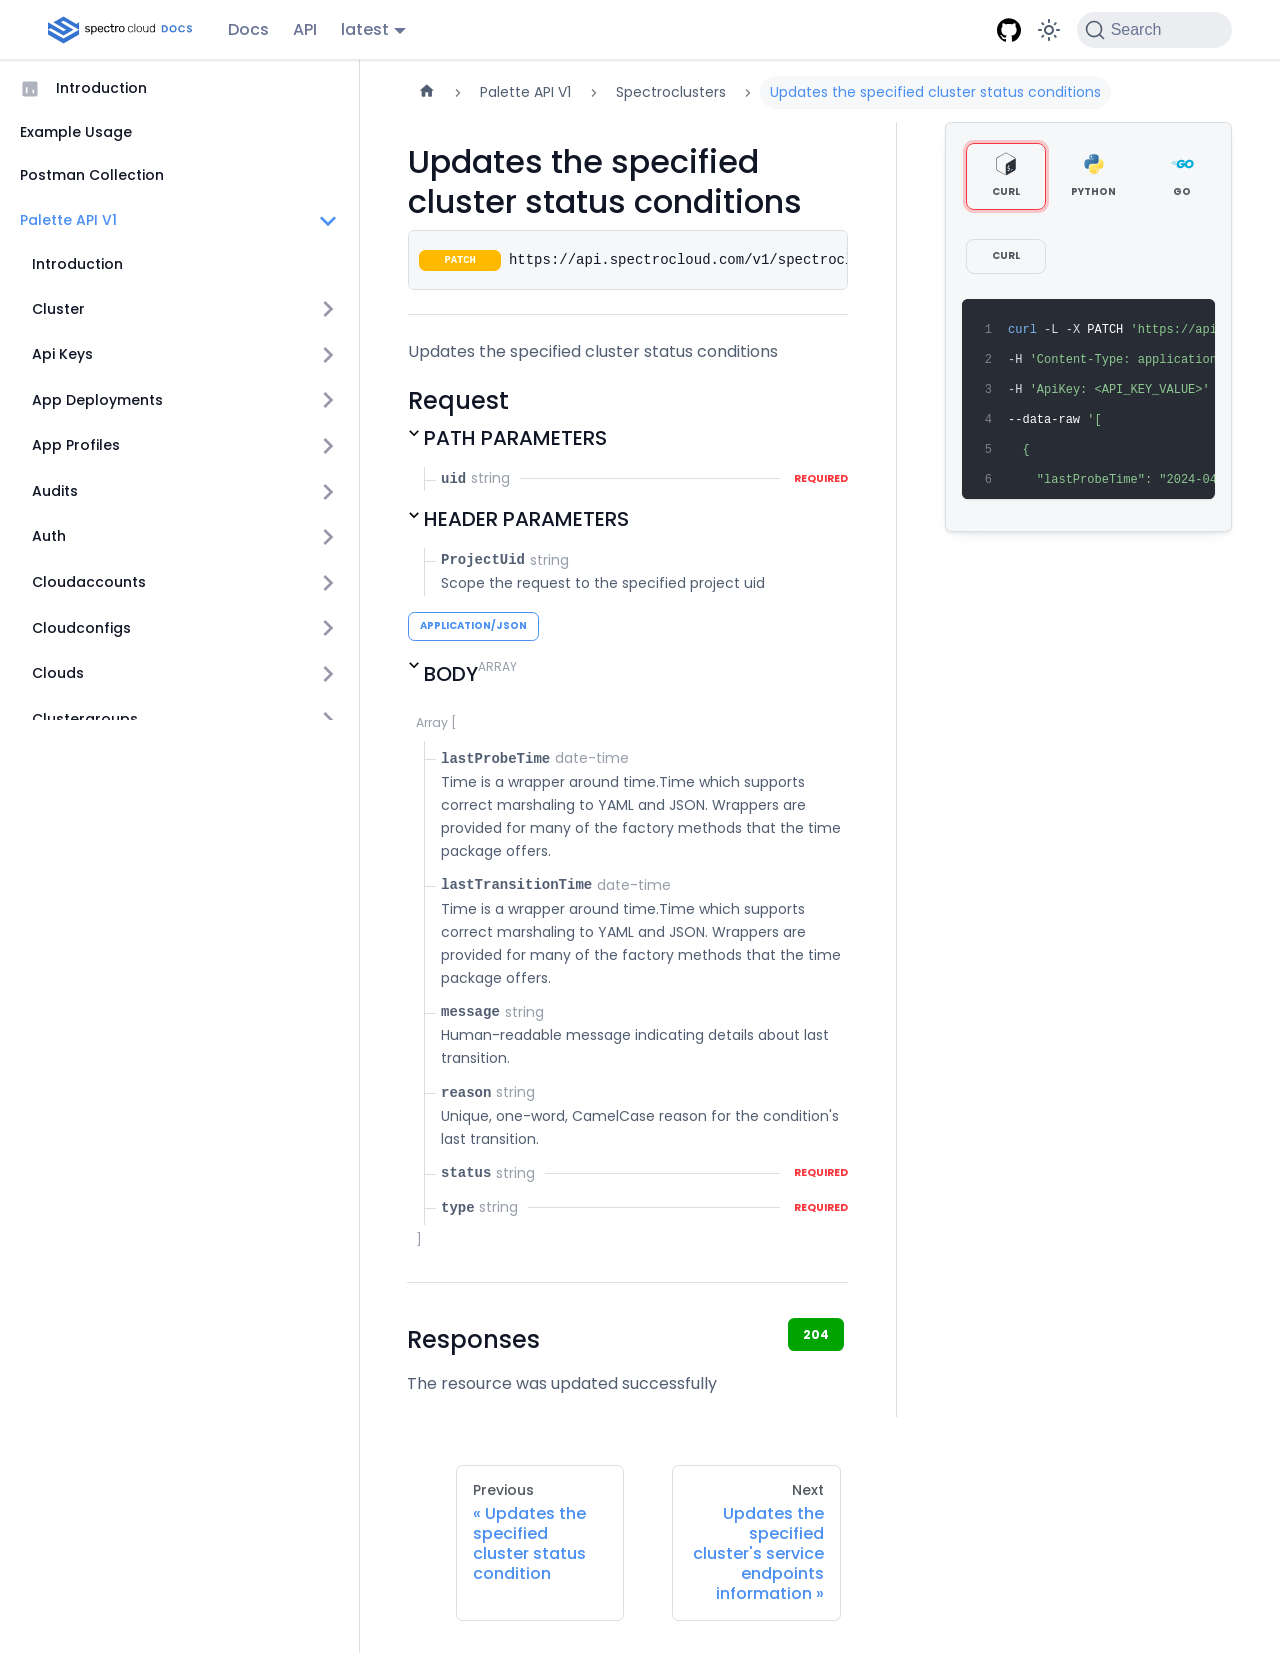 spectro cloud DOCS
Docs
API
latest
Search
Introduction
Example Usage
Postman Collection
Palette API V1
Introduction
Cluster
Api Keys
App Deployments
App Profiles
Audits
Auth
Cloudaccounts
Cloudconfigs
Clouds
Clustergroups
Palette API V1
Spectroclusters
Updates the specified cluster status conditions
Updates the specified
cluster status conditions
PATCH https://api.spectrocloud.com/v1/spectrocl
Updates the specified cluster status conditions
Request
PATH PARAMETERS
uid string REQUIRED
HEADER PARAMETERS
ProjectUid string
Scope the request to the specified project uid
APPLICATION/JSON
BODY ARRAY
Array [
lastProbeTime date-time
Time is a wrapper around time.Time which supports
correct marshaling to YAML and JSON. Wrappers are
provided for many of the factory methods that the time
package offers.
lastTransitionTime date-time
Time is a wrapper around time.Time which supports
correct marshaling to YAML and JSON. Wrappers are
provided for many of the factory methods that the time
package offers.
message string
Human-readable message indicating details about last
transition.
reason string
Unique, one-word, CamelCase reason for the condition's
last transition.
status string REQUIRED
type string REQUIRED
]
Responses
204
The resource was updated successfully
Previous
« Updates the
specified
cluster status
condition
Next
Updates the
specified
cluster's service
endpoints
information »
CURL
PYTHON
GO
CURL
1 curl -L -X PATCH 'https://api
2 -H 'Content-Type: application
3 -H 'ApiKey: <API_KEY_VALUE>'
4 --data-raw '[
5 {
6 "lastProbeTime": "2024-04